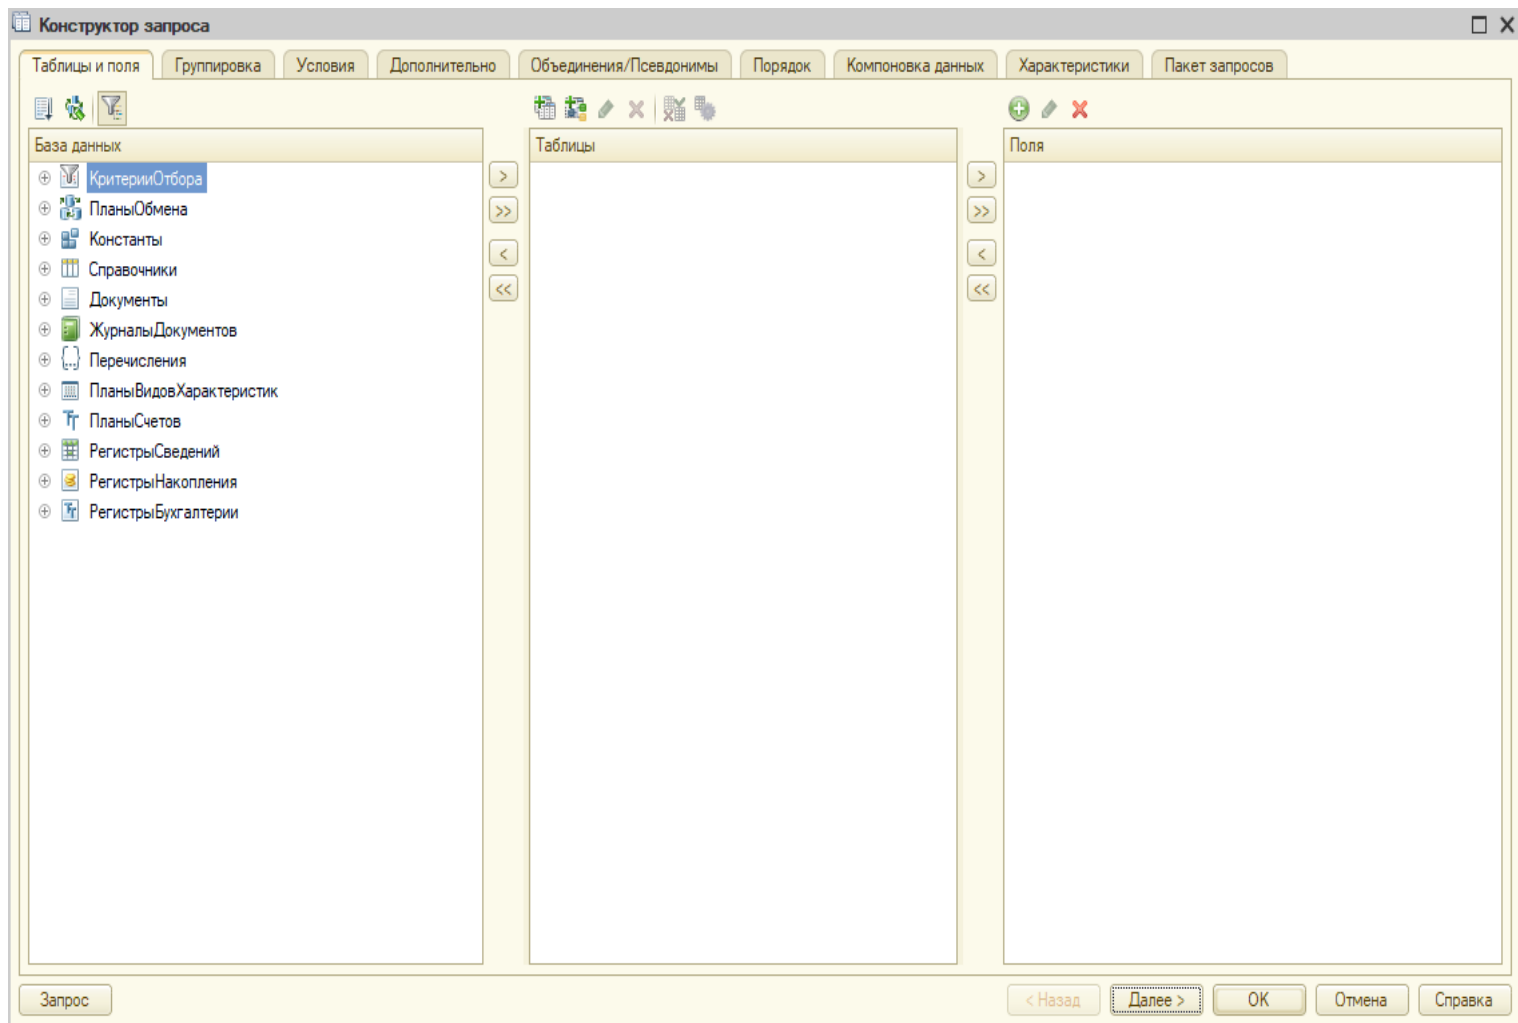 Конструктор запроса
Таблицы и поля Группировка Условия Дополнительно Объединения/Псевдонимы Порядок Компоновка данных Характеристики Пакет запросов
База данных Таблицы Поля
КритерииОтбора
ПланыОбмена
Константы
Справочники
Документы
ЖурналыДокументов
Перечисления
ПланыВидовХарактеристик
ПланыСчетов
РегистрыСведений
РегистрыНакопления
РегистрыБухгалтерии
> >
>> >>
< <
<< <<
Запрос < Назад Далее > OK Отмена Справка